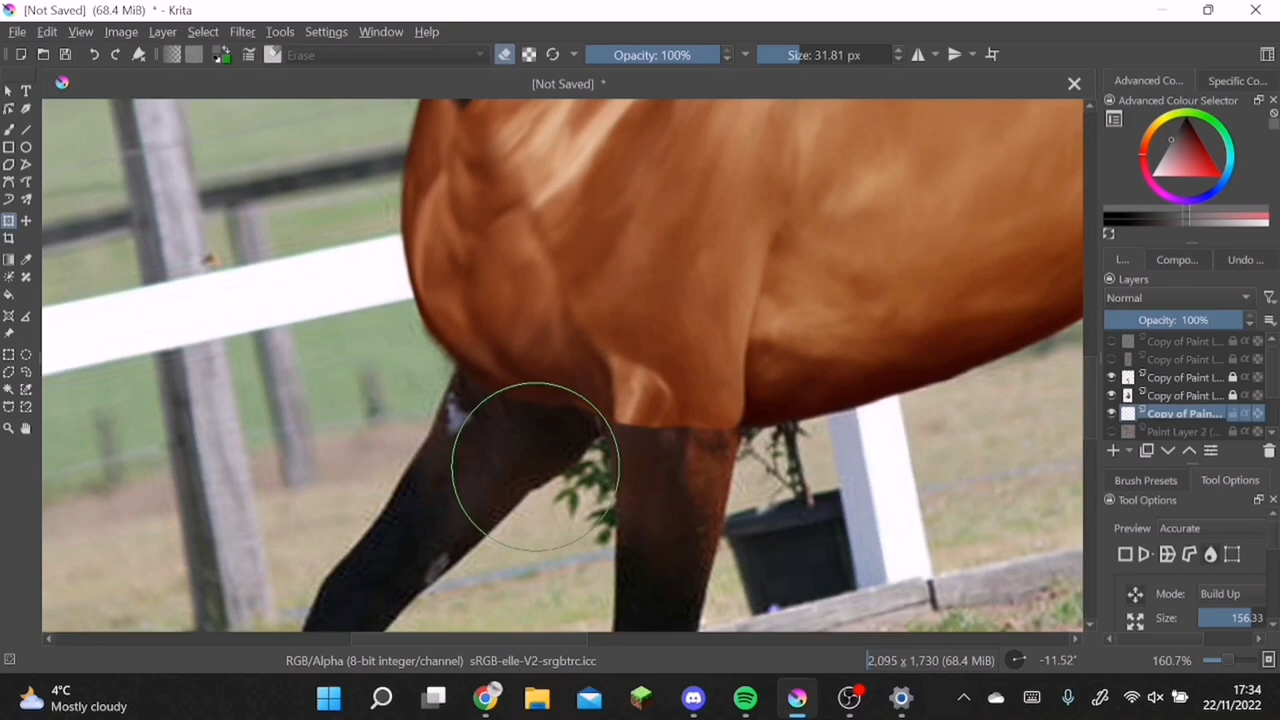 [Not Saved]  (68.4 MiB)  * - Krita
File Edit View Image Layer Select Filter Tools Settings Window Help
Erase
Opacity: 100%
Size: 31.81 px
[Not Saved]  *
Advanced Co...
Specific Co...
Advanced Colour Selector
L...
Compo...
Undo ...
Layers
Normal
Opacity:  100%
Copy of Paint L...
Copy of Paint L...
Copy of Paint L...
Copy of Paint L...
Copy of Pain...
Paint Layer 2 (...
Brush Presets
Tool Options
Tool Options
Preview Accurate
Mode: Build Up
Size: 156.33
RGB/Alpha (8-bit integer/channel)  sRGB-elle-V2-srgbtrc.icc
2,095 x 1,730 (68.4 MiB)
-11.52°
160.7%
4°C
Mostly cloudy
17:34
22/11/2022